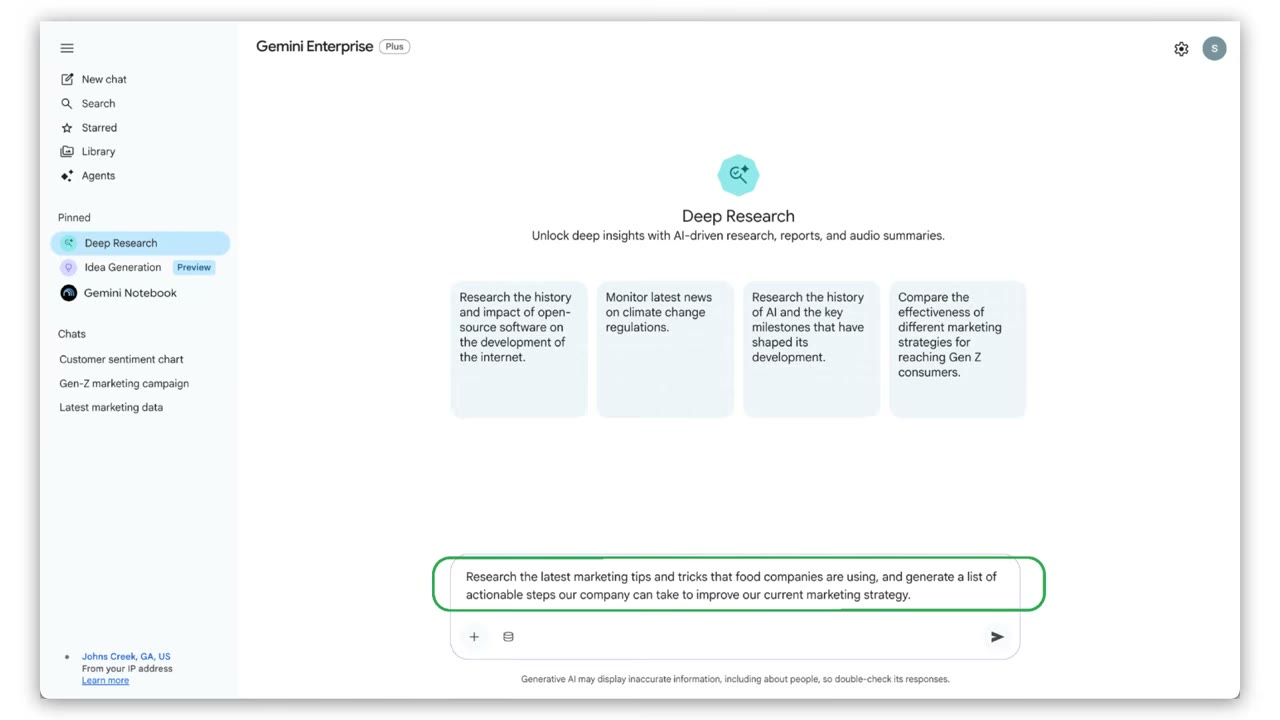 Gemini Enterprise Plus
S
New chat
Search
Starred
Library
Agents
Pinned
Deep Research
Idea Generation Preview
Gemini Notebook
Chats
Customer sentiment chart
Gen-Z marketing campaign
Latest marketing data
Johns Creek, GA, US
From your IP address
Learn more
Deep Research
Unlock deep insights with AI-driven research, reports, and audio summaries.
Research the history
and impact of open-
source software on
the development of
the internet.
Monitor latest news
on climate change
regulations.
Research the history
of AI and the key
milestones that have
shaped its
development.
Compare the
effectiveness of
different marketing
strategies for
reaching Gen Z
consumers.
Research the latest marketing tips and tricks that food companies are using, and generate a list of
actionable steps our company can take to improve our current marketing strategy.
Generative AI may display inaccurate information, including about people, so double-check its responses.